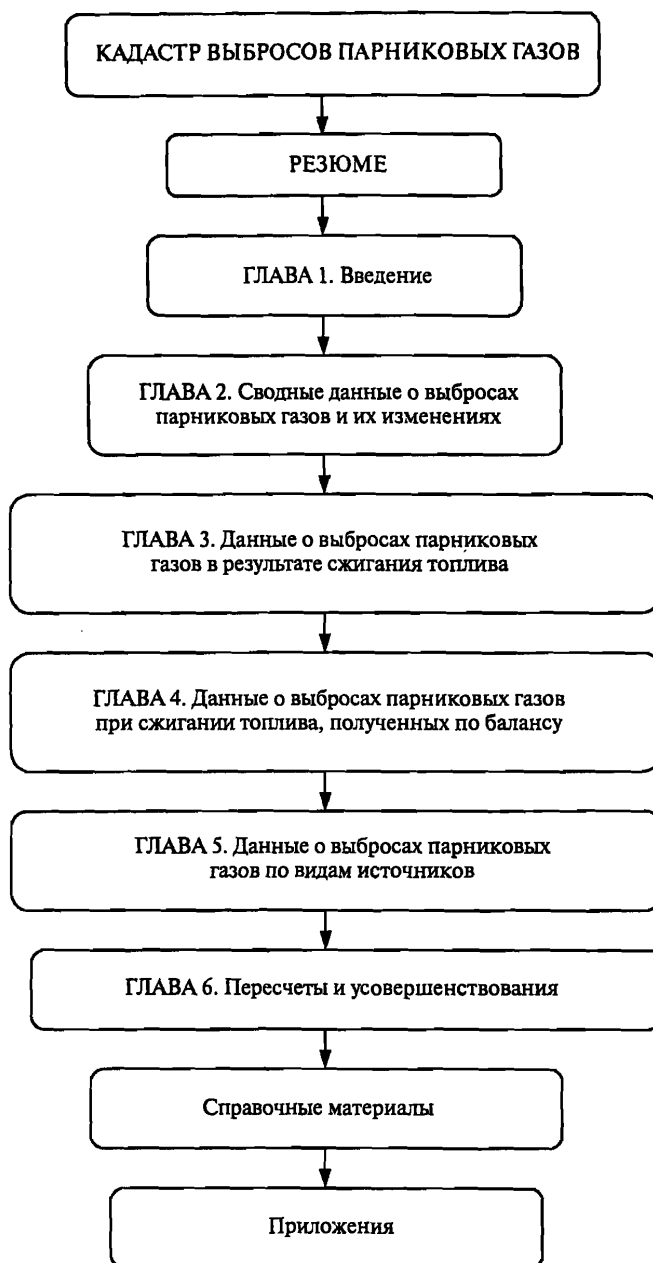 КАДАСТР ВЫБРОСОВ ПАРНИКОВЫХ ГАЗОВ
РЕЗЮМЕ
ГЛАВА 1. Введение
ГЛАВА 2. Сводные данные о выбросах
парниковых газов и их изменениях
ГЛАВА 3. Данные о выбросах парниковых
газов в результате сжигания топлива
ГЛАВА 4. Данные о выбросах парниковых газов
при сжигании топлива, полученных по балансу
ГЛАВА 5. Данные о выбросах парниковых
газов по видам источников
ГЛАВА 6. Пересчеты и усовершенствования
Справочные материалы
Приложения